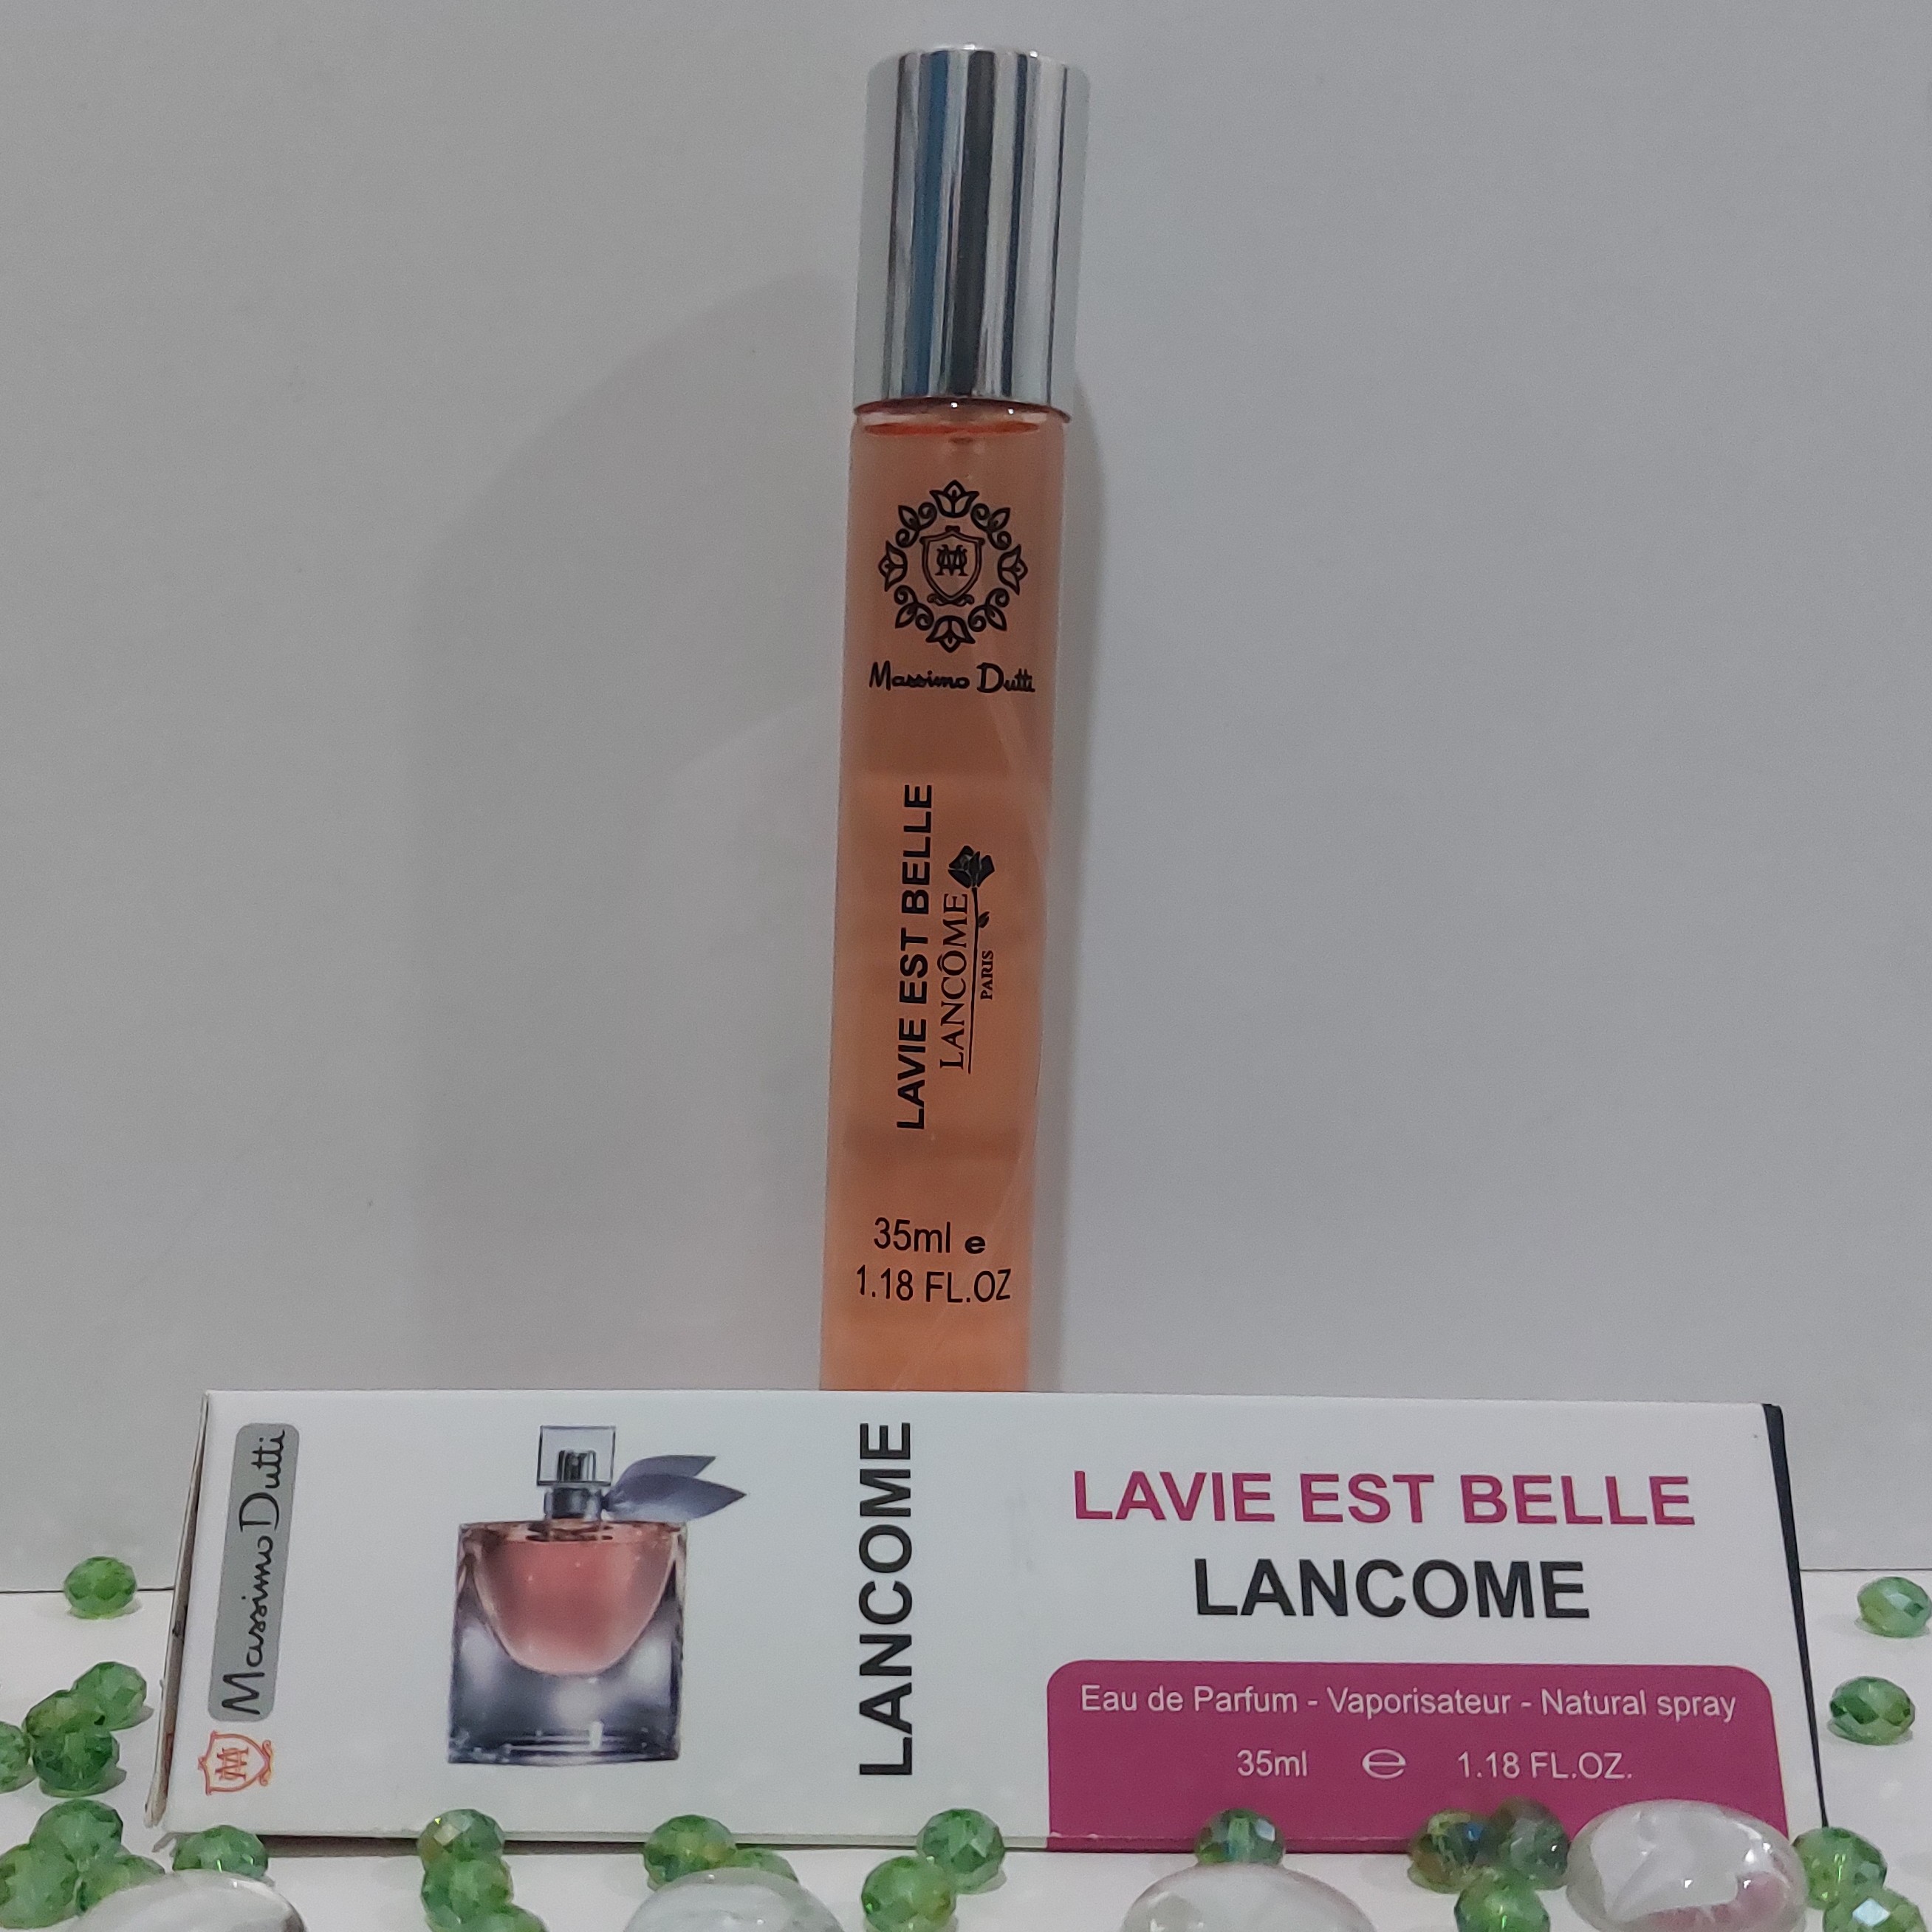 Massimo Dutti
LAVIE EST BELLE
LANCÔME
PARIS
35ml e
1.18 FL.OZ
Massimo Dutti
LANCOME
LAVIE EST BELLE
LANCOME
Eau de Parfum - Vaporisateur - Natural spray
35ml e 1.18 FL.OZ.